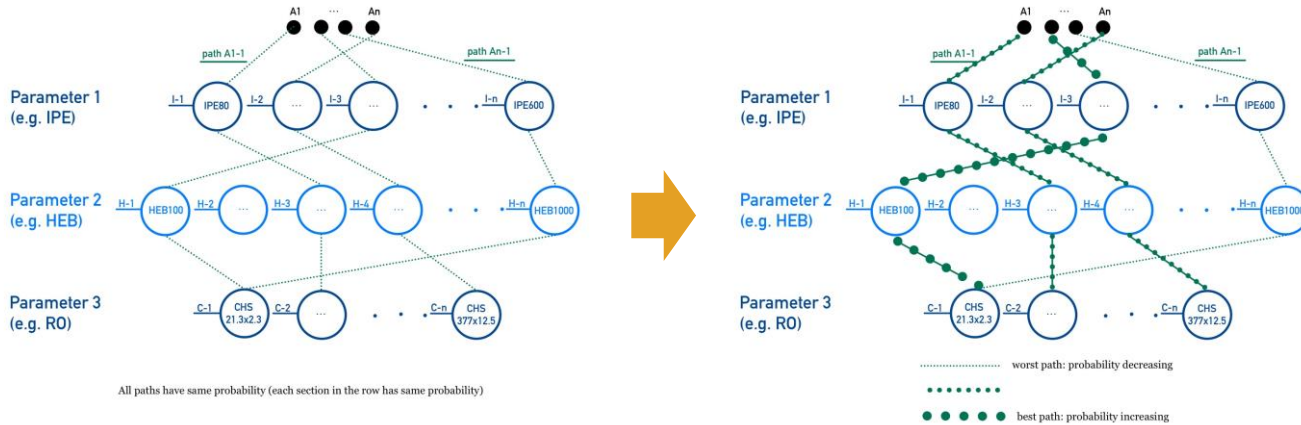 A1 ... An
path A1-1
path An-1
Parameter 1
(e.g. IPE)
I-1 IPE80 I-2 ... I-3 ... . . . I-n IPE600
Parameter 2
(e.g. HEB)
H-1 HEB100 H-2 ... H-3 ... H-4 ... . . . H-n HEB1000
Parameter 3
(e.g. RO)
C-1 CHS
21.3x2.3
C-2 ... . . . C-n CHS
377x12.5
All paths have same probability (each section in the row has same probability)
A1 ... An
path A1-1
path An-1
Parameter 1
(e.g. IPE)
I-1 IPE80 I-2 ... I-3 ... . . . I-n IPE600
Parameter 2
(e.g. HEB)
H-1 HEB100 H-2 ... H-3 ... H-4 ... . . . H-n HEB1000
Parameter 3
(e.g. RO)
C-1 CHS
21.3x2.3
C-2 ... . . . C-n CHS
377x12.5
worst path: probability decreasing
best path: probability increasing